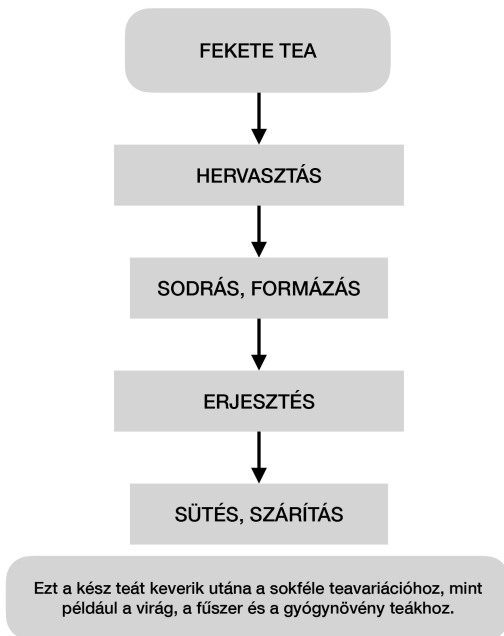 FEKETE TEA
HERVASZTÁS
SODRÁS, FORMÁZÁS
ERJESZTÉS
SÜTÉS, SZÁRÍTÁS
Ezt a kész teát keverik utána a sokféle teavariációhoz, mint
például a virág, a fűszer és a gyógynövény teákhoz.